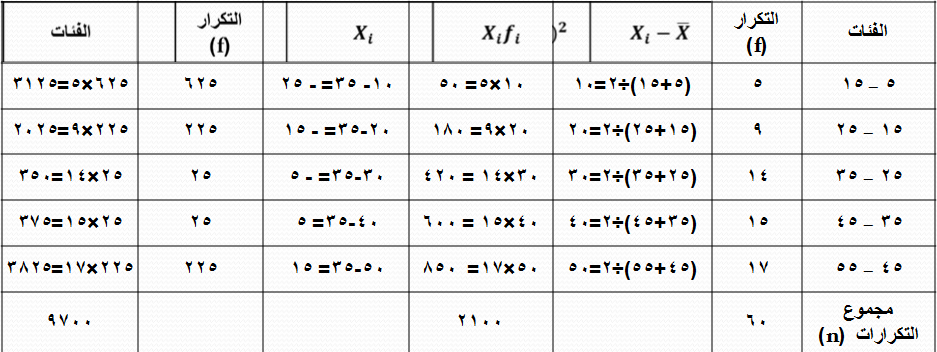 الفئات	التكرار (f)	Xᵢ − X̄	)² Xᵢfᵢ	Xᵢ	التكرار (f)	الفئات
٥ – ١٥	٥	(٥+١٥)÷٢=١٠	١٠×٥= ٥٠	١٠- ٣٥= - ٢٥	٦٢٥	٦٢٥×٥=٣١٢٥
١٥ – ٢٥	٩	(١٥+٢٥)÷٢=٢٠	٢٠×٩= ١٨٠	٢٠-٣٥= - ١٥	٢٢٥	٢٢٥×٩=٢٠٢٥
٢٥ – ٣٥	١٤	(٢٥+٣٥)÷٢=٣٠	٣٠×١٤ = ٤٢٠	٣٠-٣٥= - ٥	٢٥	٢٥×١٤=٣٥٠
٣٥ – ٤٥	١٥	(٣٥+٤٥)÷٢=٤٠	٤٠×١٥ = ٦٠٠	٤٠-٣٥= ٥	٢٥	٢٥×١٥=٣٧٥
٤٥ – ٥٥	١٧	(٤٥+٥٥)÷٢=٥٠	٥٠×١٧= ٨٥٠	٥٠-٣٥= ١٥	٢٢٥	٢٢٥×١٧=٣٨٢٥
مجموع التكرارات (n)	٦٠	٢١٠٠	٩٧٠٠